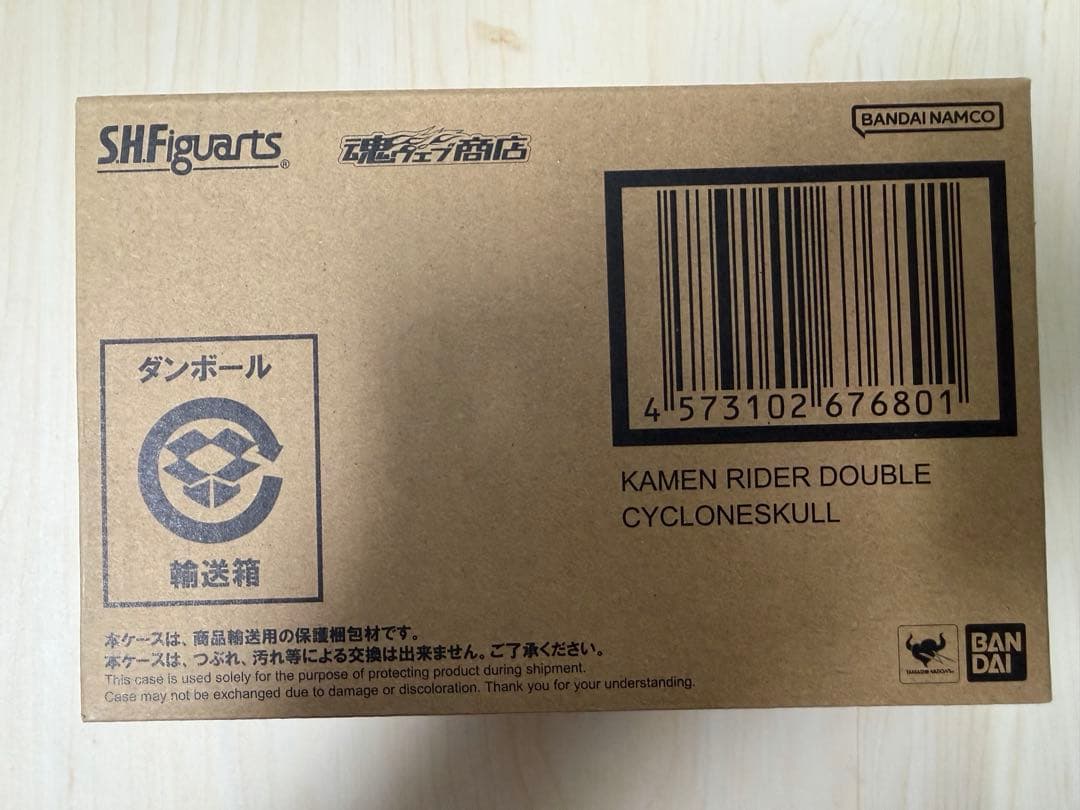 S.H.Figuarts®
魂ウェブ商店
BANDAI NAMCO
4 573102 676801
KAMEN RIDER DOUBLE
CYCLONESKULL
ダンボール
輸送箱
本ケースは、商品輸送用の保護梱包材です。
本ケースは、つぶれ、汚れ等による交換は出来ません。ご了承ください。
This case is used solely for the purpose of protecting product during shipment.
Case may not be exchanged due to damage or discoloration. Thank you for your understanding.
TAMASHII NATIONS
BAN
DAI